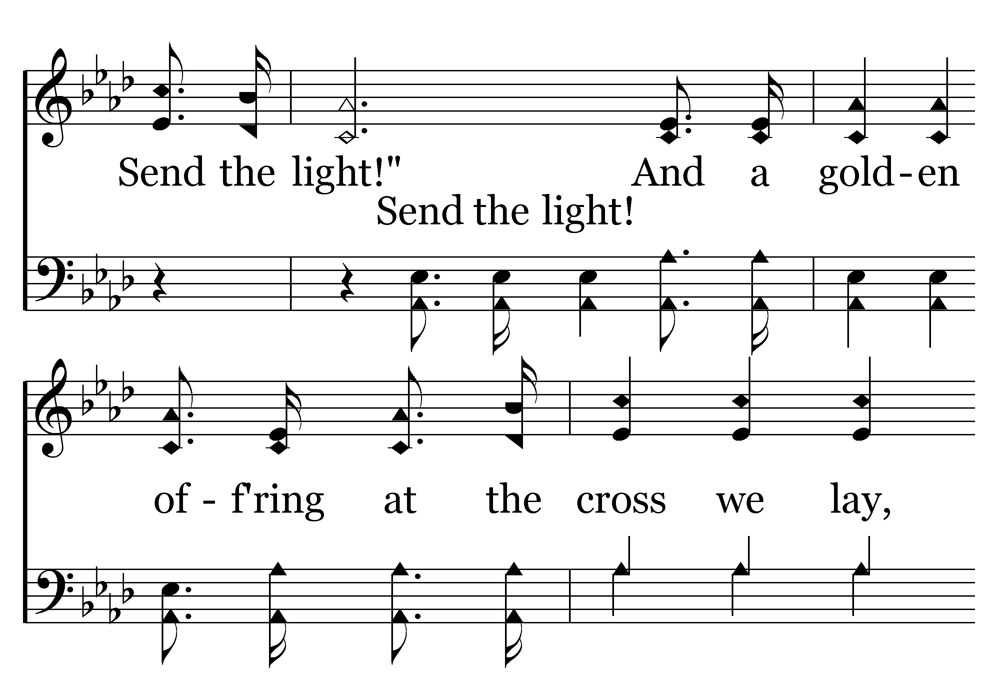 Send the light!" And a gold-en
Send the light!
of - f'ring at the cross we lay,